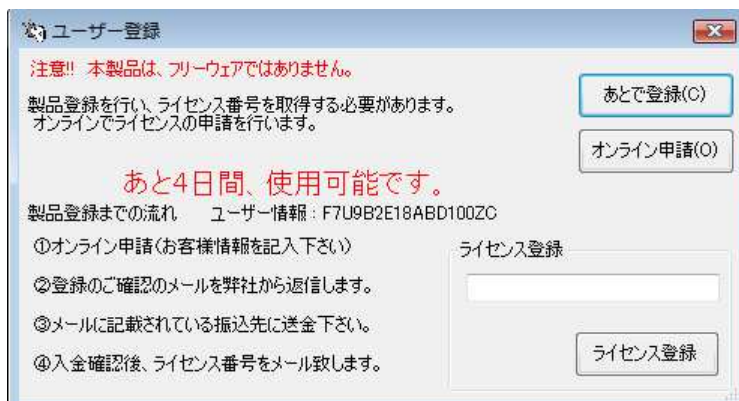 ユーザー登録
注意!! 本製品は、フリーウェアではありません。
製品登録を行い、ライセンス番号を取得する必要があります。
オンラインでライセンスの申請を行います。
あとで登録(C)
オンライン申請(O)
あと4日間、使用可能です。
製品登録までの流れ ユーザー情報:F7U9B2E18ABD100ZC
①オンライン申請(お客様情報を記入下さい)
②登録のご確認のメールを弊社から返信します。
③メールに記載されている振込先に送金下さい。
④入金確認後、ライセンス番号をメール致します。
ライセンス登録
ライセンス登録